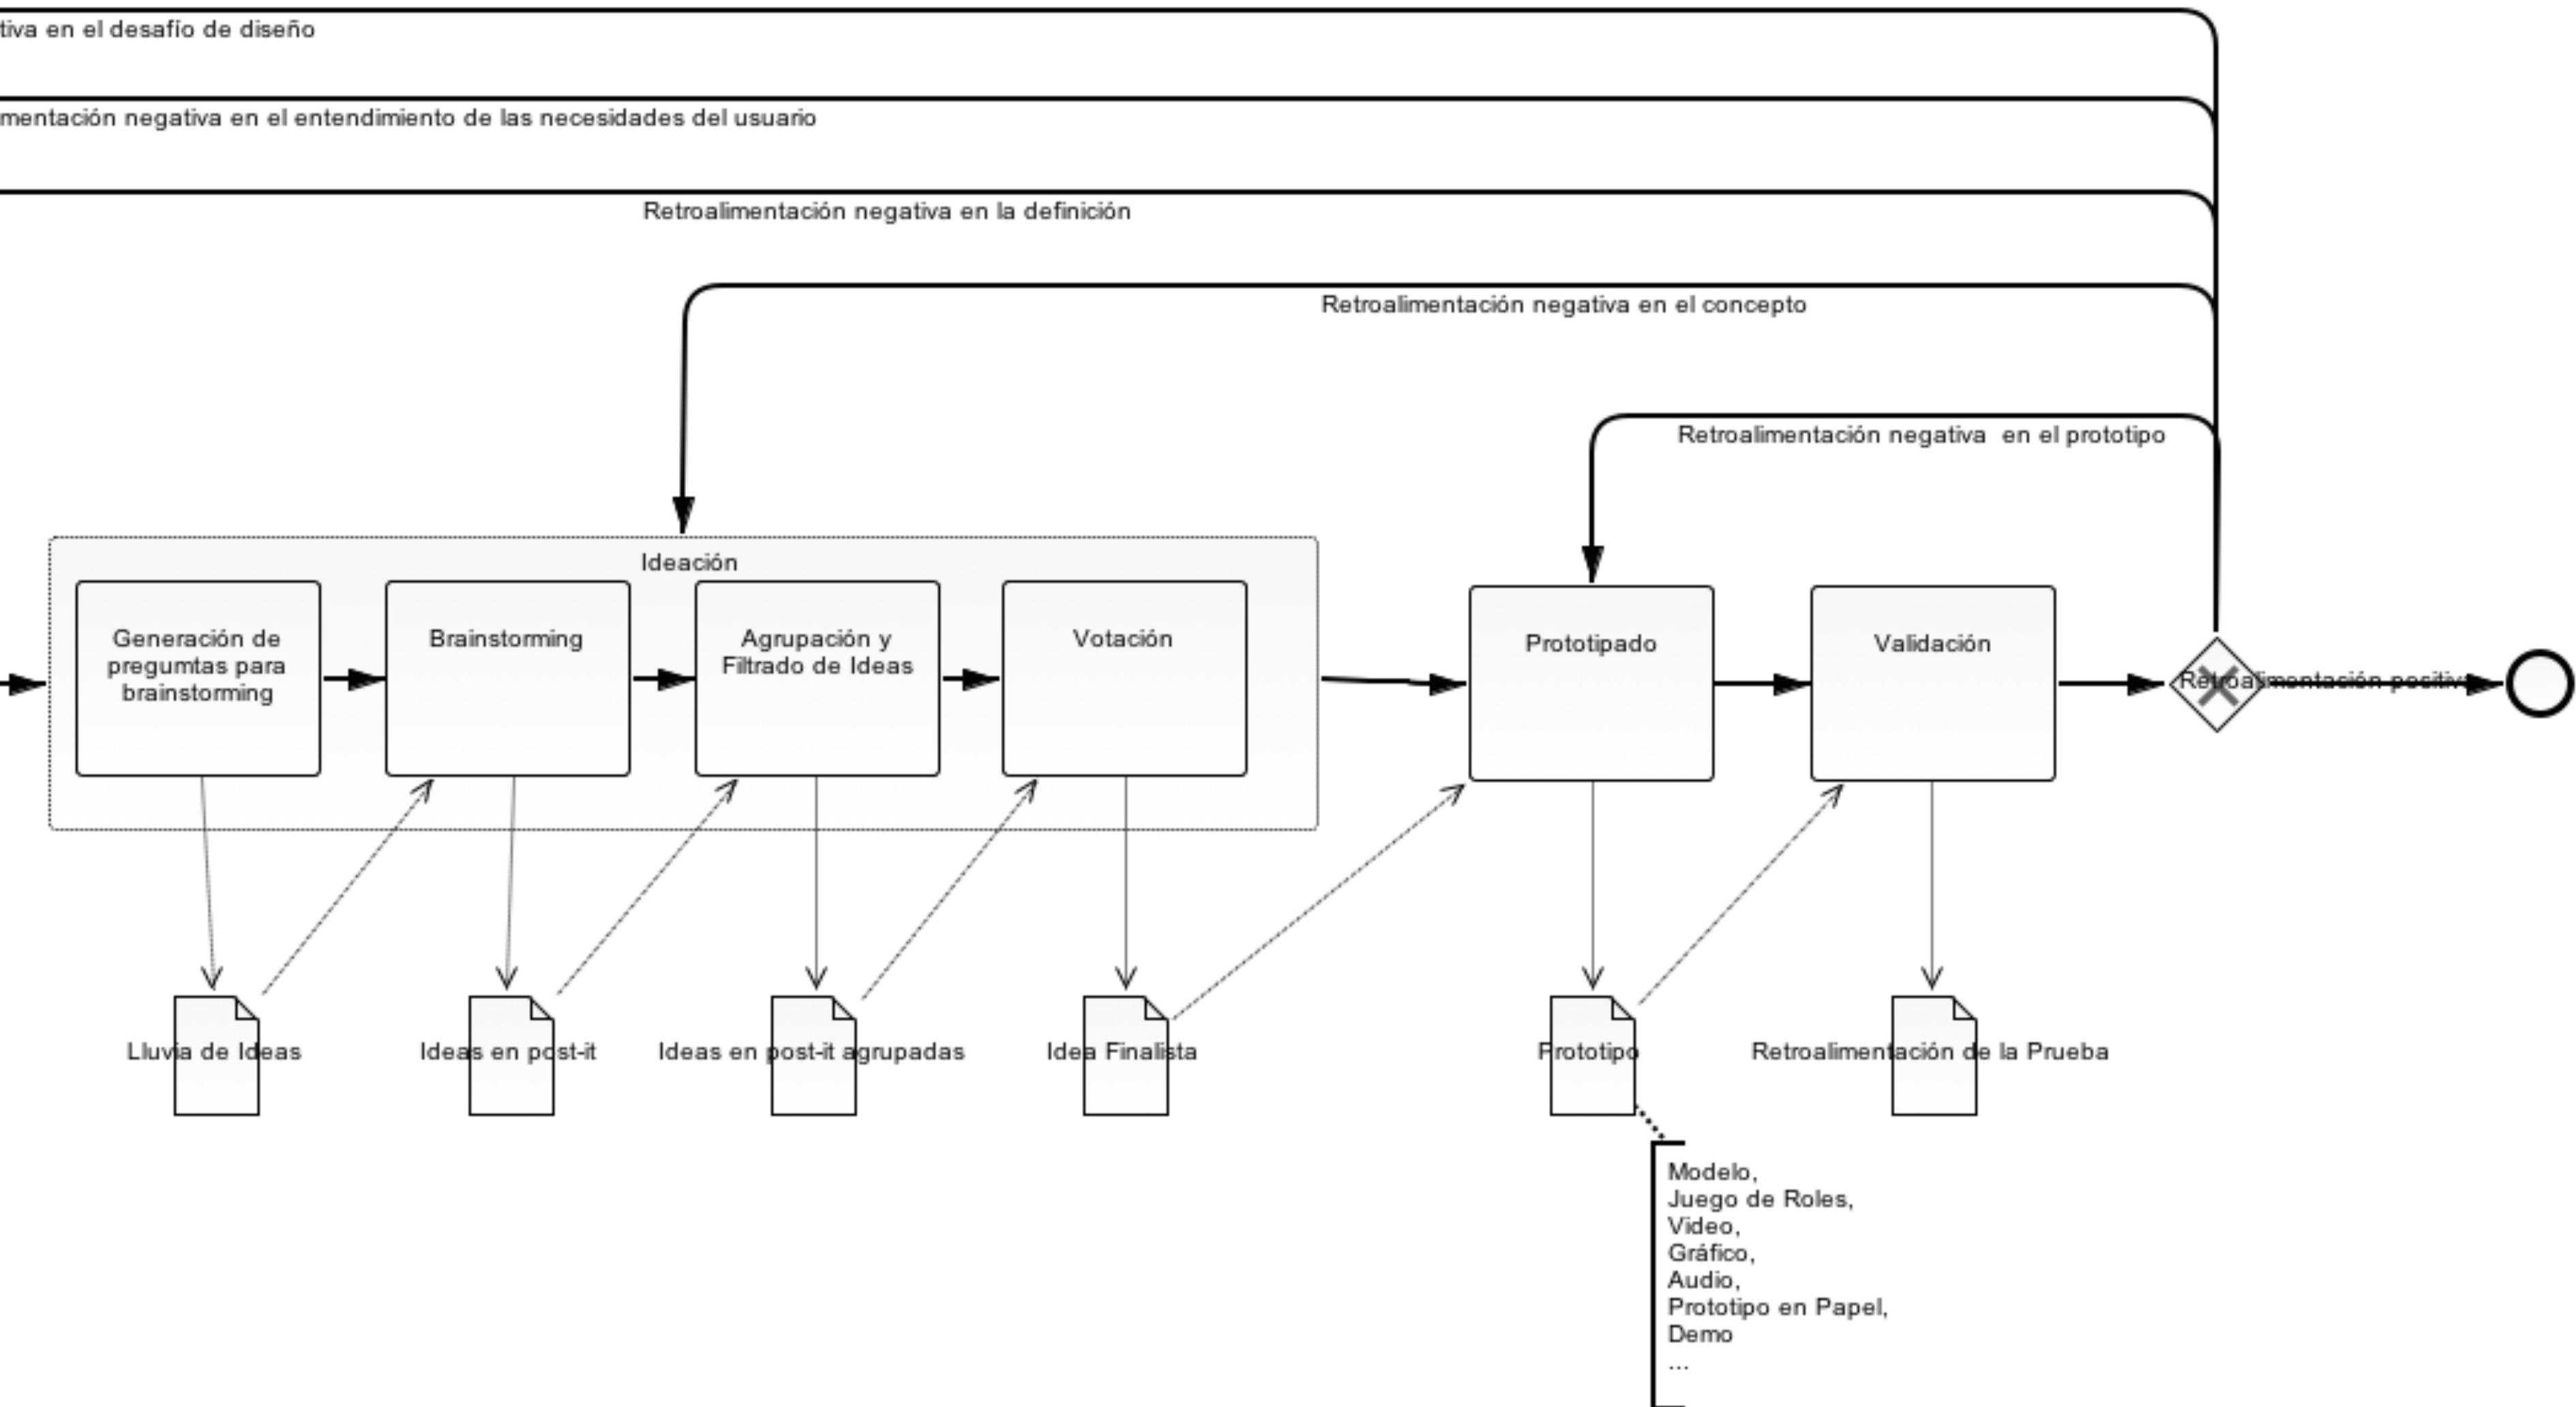 tiva en el desafío de diseño
mentación negativa en el entendimiento de las necesidades del usuario
Retroalimentación negativa en la definición
Retroalimentación negativa en el concepto
Retroalimentación negativa  en el prototipo
Ideación
Generación de
pregumtas para
brainstorming
Brainstorming
Agrupación y
Filtrado de Ideas
Votación
Prototipado
Validación
Retroalimentación positiva
Lluvia de Ideas
Ideas en post-it
Ideas en post-it agrupadas
Idea Finalista
Prototipo
Retroalimentación de la Prueba
Modelo,
Juego de Roles,
Video,
Gráfico,
Audio,
Prototipo en Papel,
Demo
...